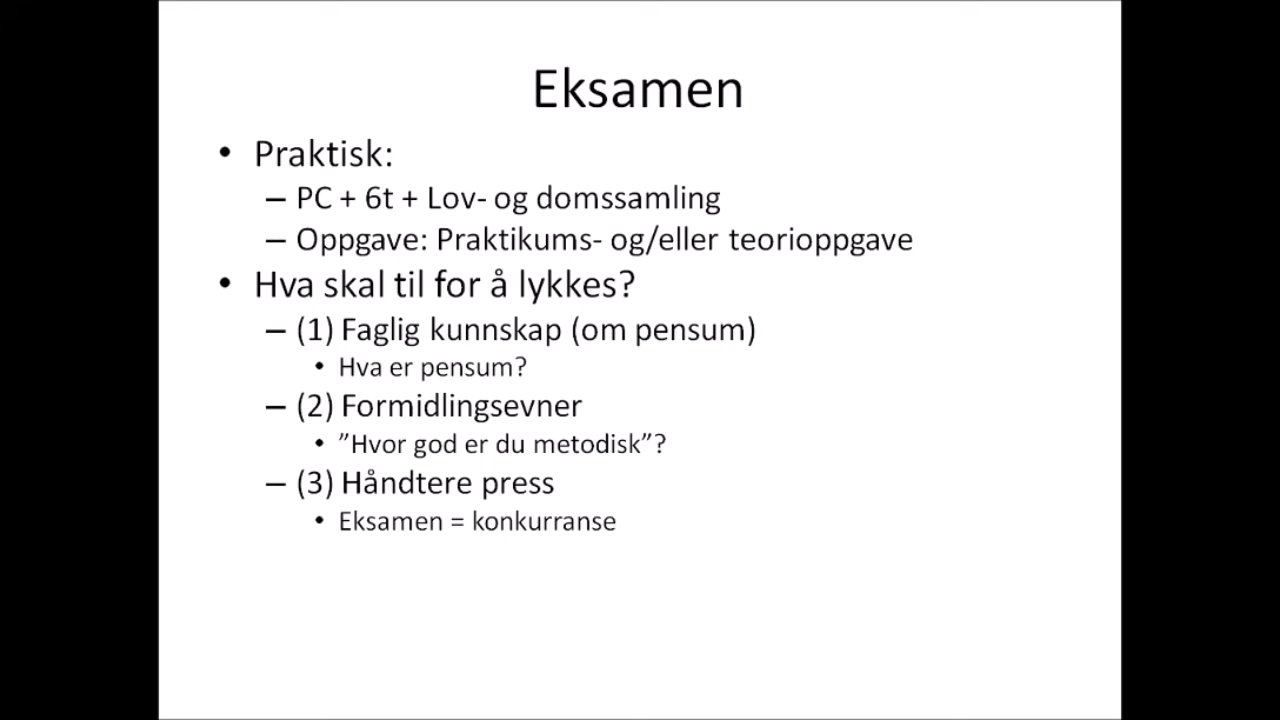 Eksamen
• Praktisk:
– PC + 6t + Lov- og domssamling
– Oppgave: Praktikums- og/eller teorioppgave
• Hva skal til for å lykkes?
– (1) Faglig kunnskap (om pensum)
• Hva er pensum?
– (2) Formidlingsevner
• ”Hvor god er du metodisk”?
– (3) Håndtere press
• Eksamen = konkurranse